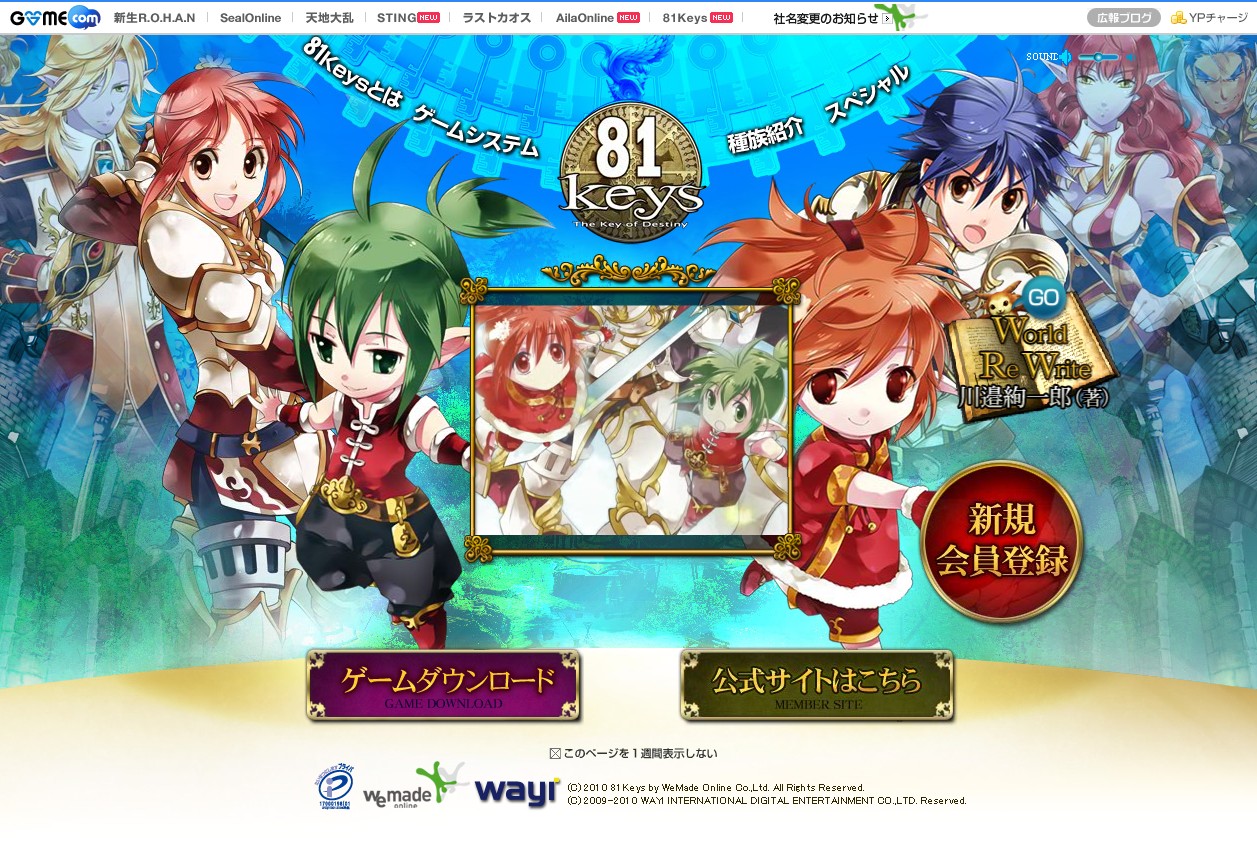 GAMEcom 新生R.O.H.A.N SealOnline 天地大乱 STING NEW ラストカオス AilaOnline NEW 81Keys NEW 社名変更のお知らせ 広報ブログ YPチャージ
SOUND
81Keysとは ゲームシステム 種族紹介 スペシャル
81
keys
The Key of Destiny
GO
World
Re Write
川邉絢一郎(著)
新規
会員登録
ゲームダウンロード
GAME DOWNLOAD
公式サイトはこちら
MEMBER SITE
このページを1週間表示しない
wemade
online
wayi
(C)2010 81Keys by WeMade Online Co.,Ltd. All Rights Reserved.
(C)2009-2010 WAYI INTERNATIONAL DIGITAL ENTERTAINMENT CO.,LTD. Reserved.